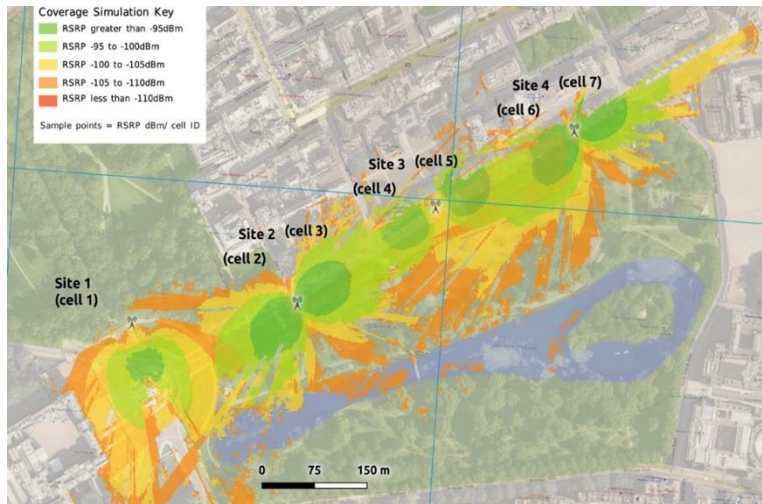 Coverage Simulation Key
RSRP greater than -95dBm
RSRP -95 to -100dBm
RSRP -100 to -105dBm
RSRP -105 to -110dBm
RSRP less than -110dBm
Sample points = RSRP dBm/ cell ID
Site 4 (cell 7)
(cell 6)
Site 3 (cell 5)
(cell 4)
Site 2 (cell 3)
(cell 2)
Site 1
(cell 1)
0 75 150 m